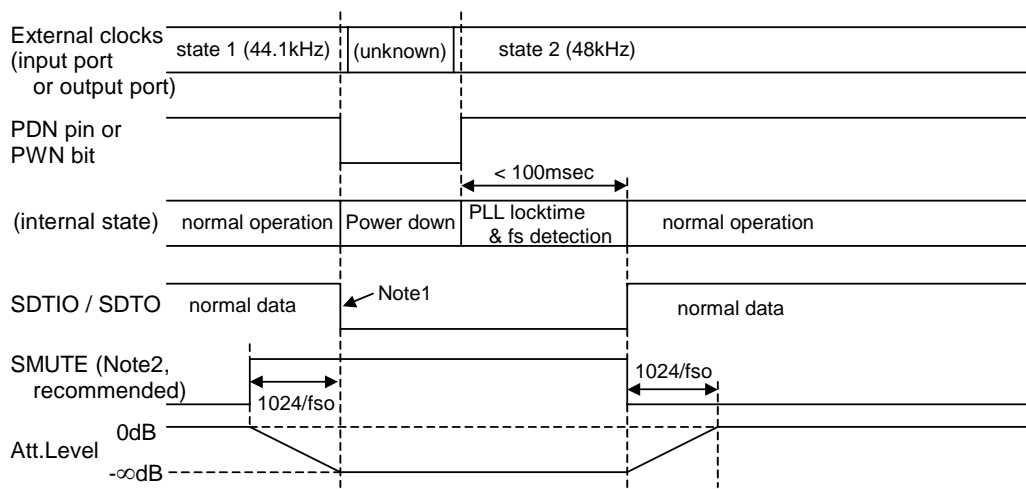 External clocks
(input port
or output port)
state 1 (44.1kHz)
(unknown)
state 2 (48kHz)
PDN pin or
PWN bit
< 100msec
(internal state)
normal operation
Power down
PLL locktime
& fs detection
normal operation
SDTIO / SDTO
normal data
Note1
normal data
SMUTE (Note2,
recommended)
1024/fso
1024/fso
Att.Level
0dB
-∞dB